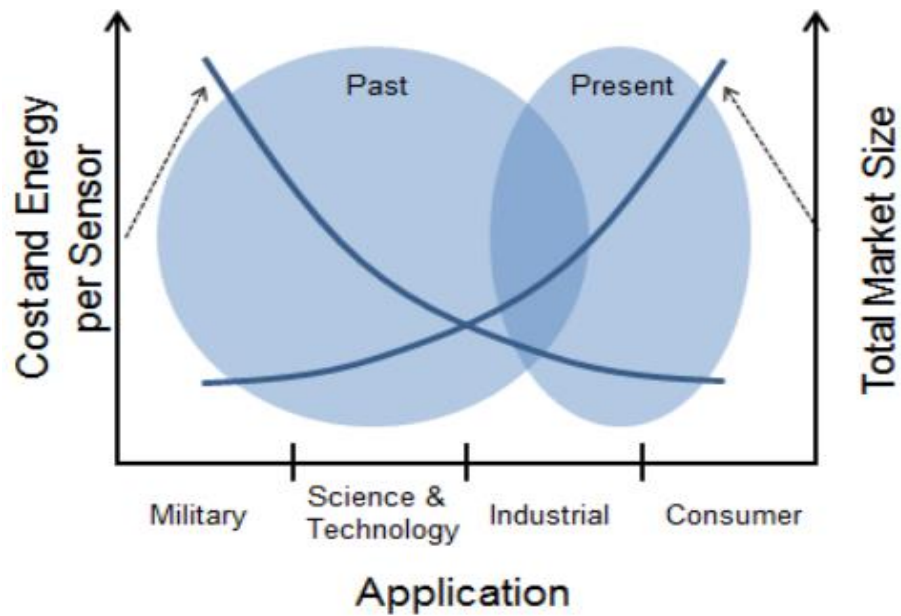 Past
Present
Cost and Energy
per Sensor
Total Market Size
Military
Science &
Technology
Industrial
Consumer
Application